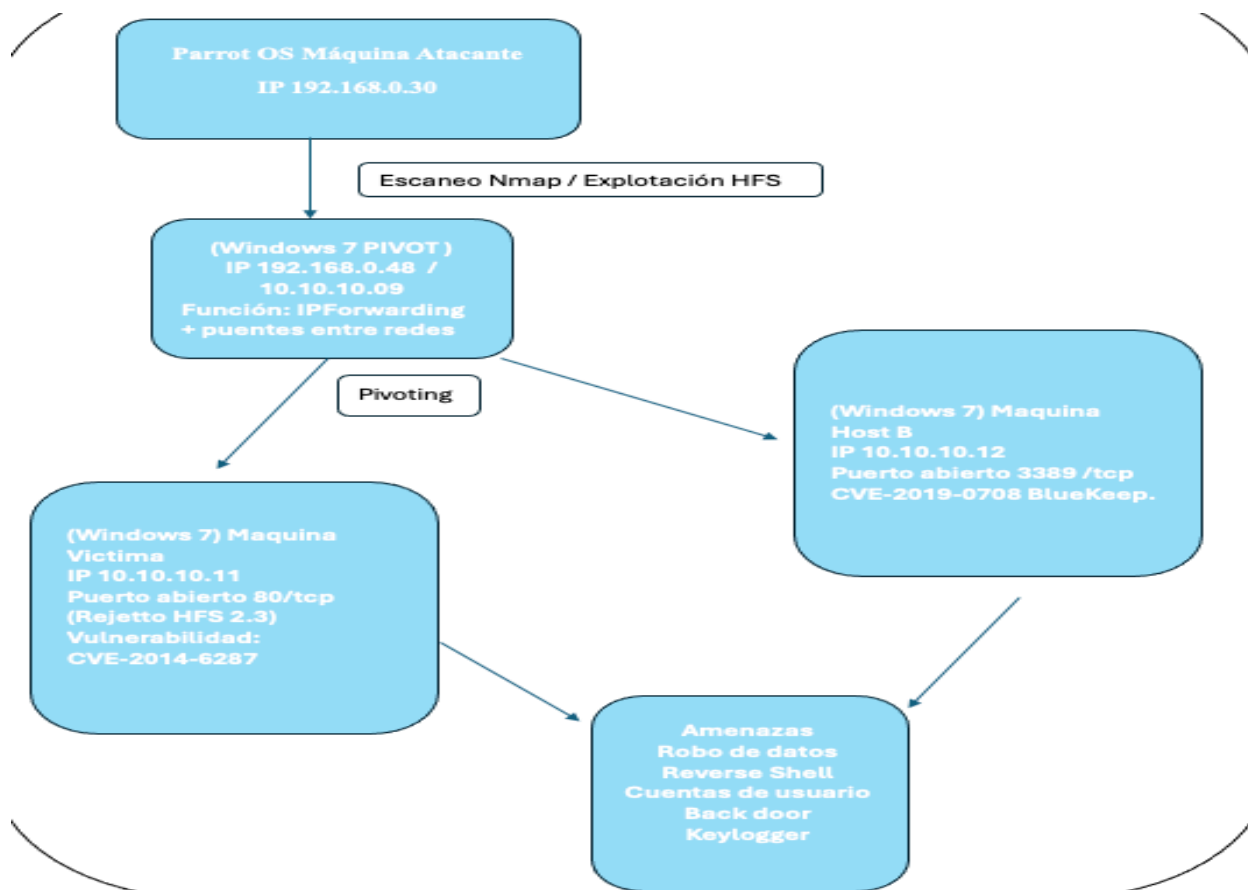 Parrot OS Máquina Atacante
IP 192.168.0.30
Escaneo Nmap / Explotación HFS
(Windows 7 PIVOT )
IP 192.168.0.48 /
10.10.10.09
Función: IPForwarding
+ puentes entre redes
Pivoting
(Windows 7) Maquina
Host B
IP 10.10.10.12
Puerto abierto 3389 /tcp
CVE-2019-0708 BlueKeep.
(Windows 7) Maquina
Victima
IP 10.10.10.11
Puerto abierto 80/tcp
(Rejetto HFS 2.3)
Vulnerabilidad:
CVE-2014-6287
Amenazas
Robo de datos
Reverse Shell
Cuentas de usuario
Back door
Keylogger